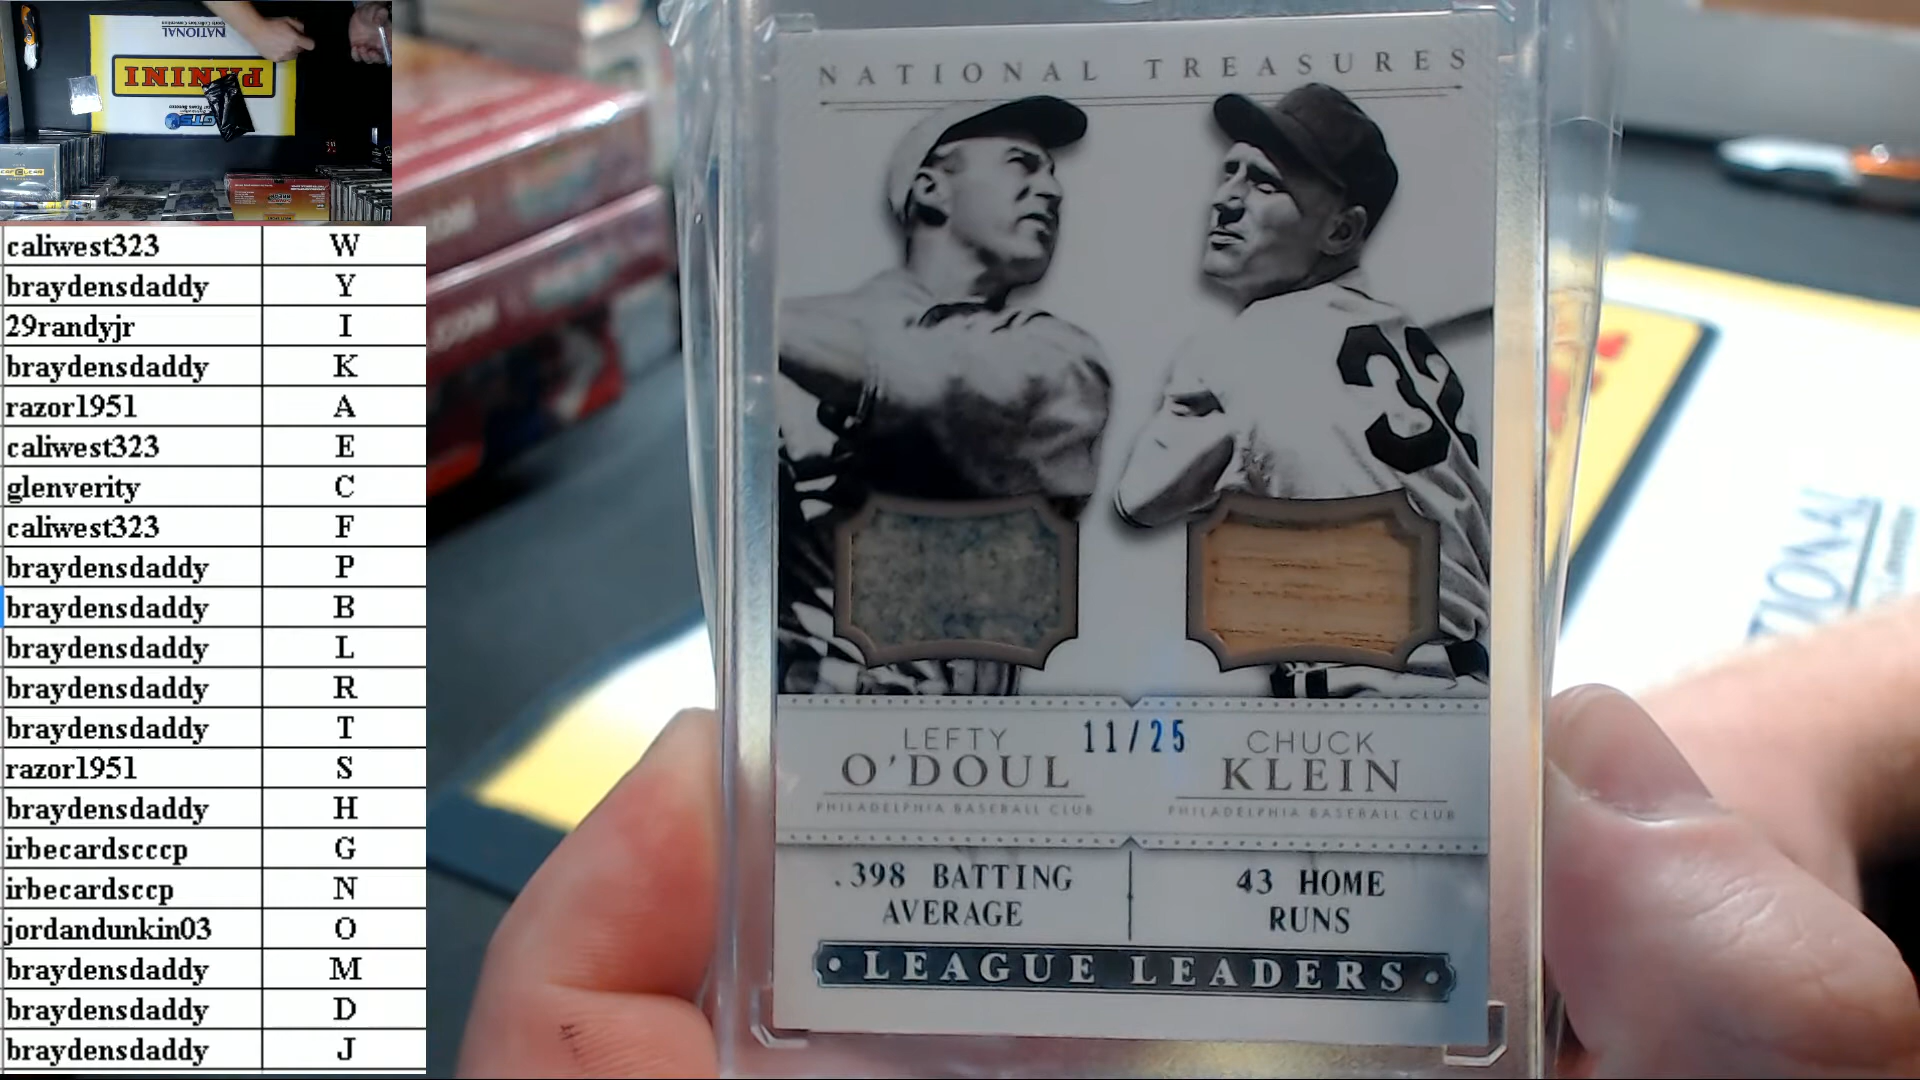 NATIONAL
PANINI
GTS
caliwest323 W
braydensdaddy Y
29randyjr I
braydensdaddy K
razor1951 A
caliwest323 E
glenverity C
caliwest323 F
braydensdaddy P
braydensdaddy B
braydensdaddy L
braydensdaddy R
braydensdaddy T
razor1951 S
braydensdaddy H
irbecardscccp G
irbecardsccp N
jordandunkin03 O
braydensdaddy M
braydensdaddy D
braydensdaddy J
NATIONAL TREASURES
32
11/25
LEFTY
O'DOUL
PHILADELPHIA BASEBALL CLUB
CHUCK
KLEIN
PHILADELPHIA BASEBALL CLUB
.398 BATTING
AVERAGE
43 HOME
RUNS
• LEAGUE LEADERS •